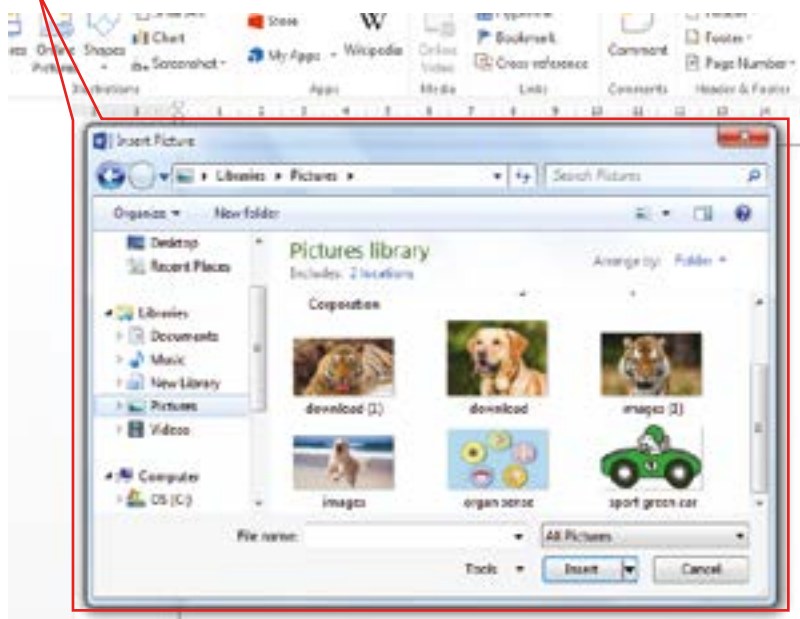 Chart
Store
W
Hyperlink
Shapes
Screenshot
My Apps
Wikipedia
Online
Video
Bookmark
Cross-reference
Comment
Footer
Page Number
Online
Pictures
Illustrations
Apps
Media
Links
Comments
Header & Footer
Insert Picture
Libraries
Pictures
Search Pictures
Organize
New folder
Desktop
Recent Places
Pictures library
Includes: 2 locations
Arrange by: Folder
Corporation
Libraries
Documents
Music
New Library
Pictures
Videos
download (1)
download
images (1)
Computer
OS (C:)
images
organ sense
sport green car
File name:
All Pictures
Tools
Insert
Cancel